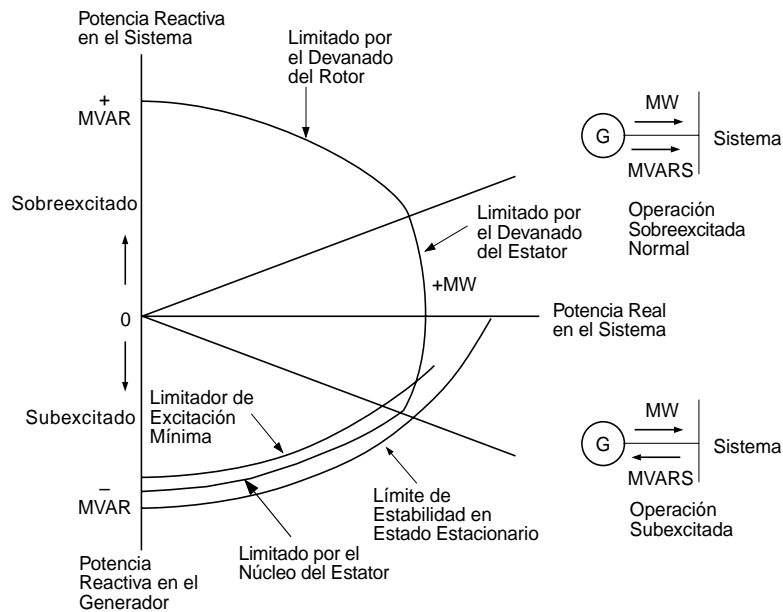 Potencia Reactiva
en el Sistema
Limitado por
el Devanado
del Rotor
+
MVAR
MW
G
Sistema
MVARS
Sobreexcitado
Limitado por
el Devanado
del Estator
Operación
Sobreexcitada
Normal
+MW
0
Potencia Real
en el Sistema
Subexcitado
Limitador de
Excitación
Mínima
MW
G
Sistema
MVARS
–
MVAR
Límite de
Estabilidad en
Estado Estacionario
Operación
Subexcitada
Limitado por el
Núcleo del Estator
Potencia
Reactiva en el
Generador